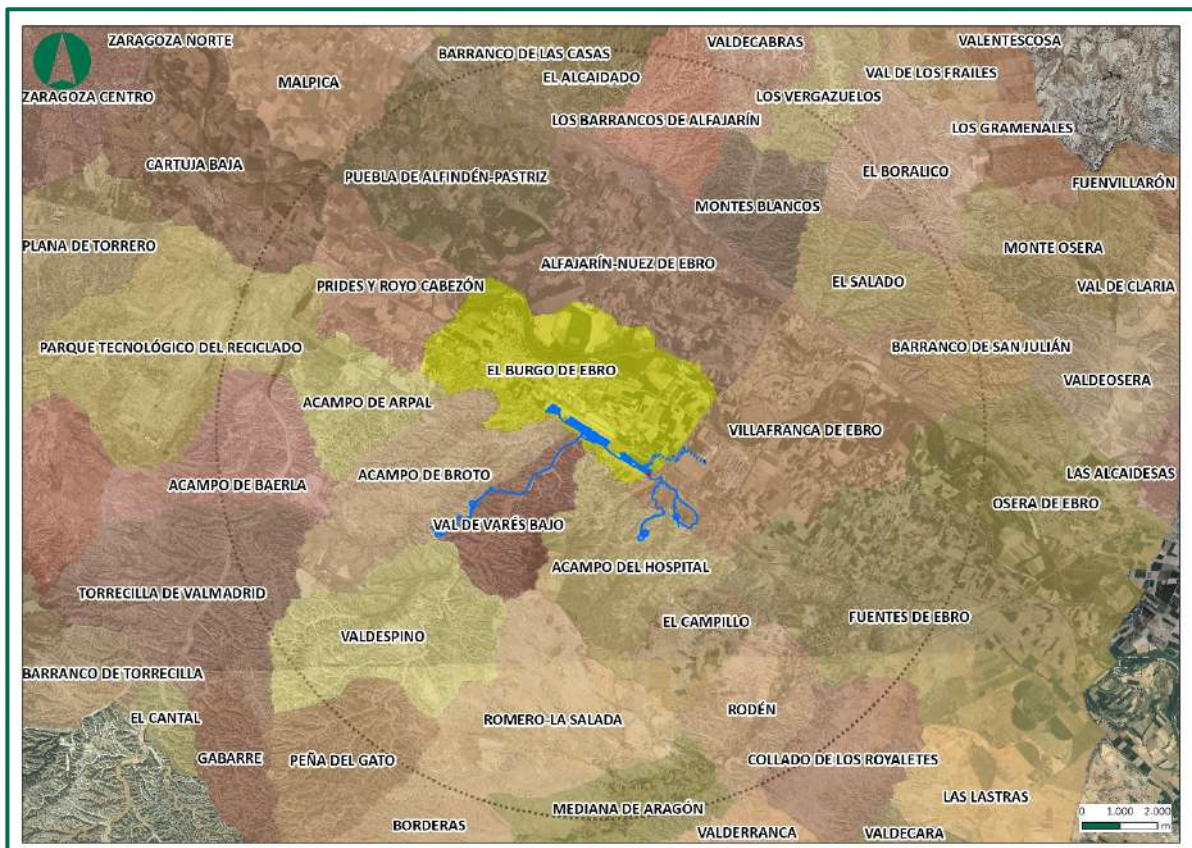 ZARAGOZA NORTE
BARRANCO DE LAS CASAS
VALDECABRAS
VALENTESCOSA
MALPICA
EL ALCAIDADO
VAL DE LOS FRAILES
ZARAGOZA CENTRO
LOS VERGAZUELOS
LOS BARRANCOS DE ALFAJARÍN
LOS GRAMENALES
CARTUJA BAJA
PUEBLA DE ALFINDÉN-PASTRIZ
EL BORALICO
FUENVILLARÓN
MONTES BLANCOS
PLANA DE TORRERO
MONTE OSERA
ALFAJARÍN-NUEZ DE EBRO
PRIDES Y ROYO CABEZÓN
EL SALADO
VAL DE CLARIA
PARQUE TECNOLÓGICO DEL RECICLADO
BARRANCO DE SAN JULIÁN
EL BURGO DE EBRO
VALDEOSERA
ACAMPO DE ARPAL
VILLAFRANCA DE EBRO
ACAMPO DE BROTO
LAS ALCAIDESAS
ACAMPO DE BAERLA
OSERA DE EBRO
VAL DE VARÉS BAJO
ACAMPO DEL HOSPITAL
TORRECILLA DE VALMADRID
EL CAMPILLO
FUENTES DE EBRO
VALDESPINO
BARRANCO DE TORRECILLA
RODÉN
EL CANTAL
ROMERO-LA SALADA
GABARRE
PEÑA DEL GATO
COLLADO DE LOS ROYALETES
LAS LASTRAS
MEDIANA DE ARAGÓN
BORDERAS
VALDERRANCA
VALDECARA
0 1.000 2.000
m